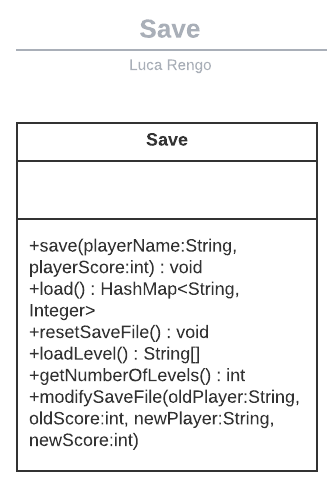 Save
Luca Rengo
Save
+save(playerName:String,
playerScore:int) : void
+load() : HashMap<String,
Integer>
+resetSaveFile() : void
+loadLevel() : String[]
+getNumberOfLevels() : int
+modifySaveFile(oldPlayer:String,
oldScore:int, newPlayer:String,
newScore:int)